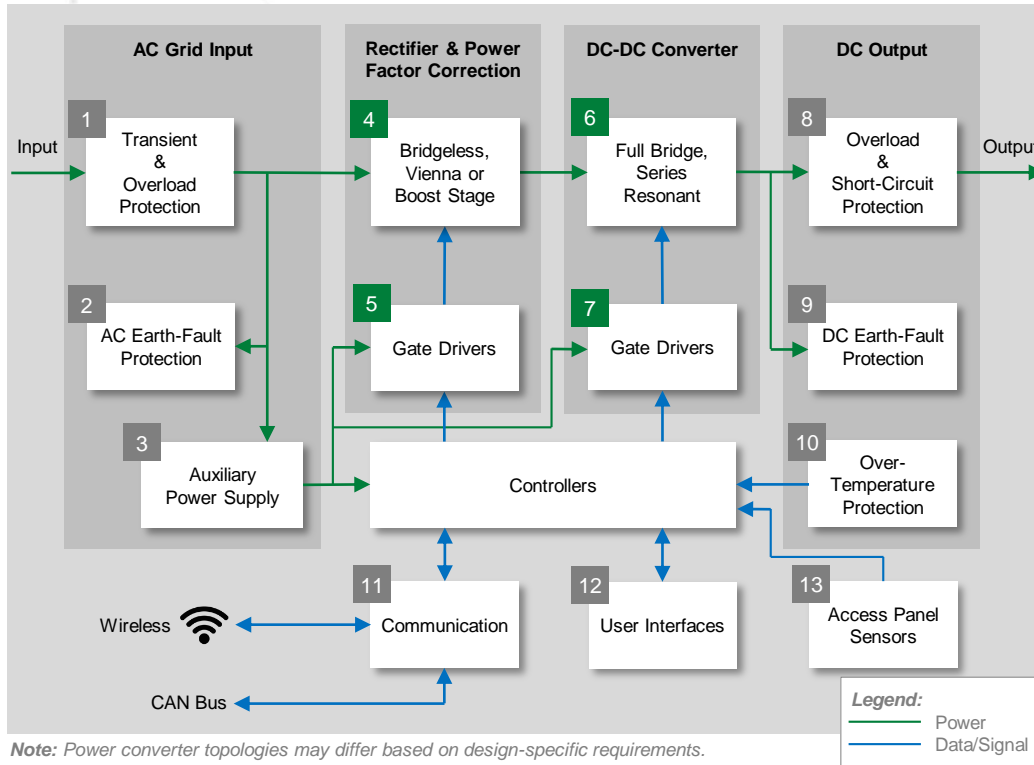 AC Grid Input
Rectifier & Power
Factor Correction
DC-DC Converter
DC Output
1
Transient
&
Overload
Protection
4
Bridgeless,
Vienna or
Boost Stage
6
Full Bridge,
Series
Resonant
8
Overload
&
Short-Circuit
Protection
Input
Output
2
AC Earth-Fault
Protection
5
Gate Drivers
7
Gate Drivers
9
DC Earth-Fault
Protection
3
Auxiliary
Power Supply
Controllers
10
Over-
Temperature
Protection
11
Communication
12
User Interfaces
13
Access Panel
Sensors
Wireless
CAN Bus
Legend:
Power
Data/Signal
Note: Power converter topologies may differ based on design-specific requirements.